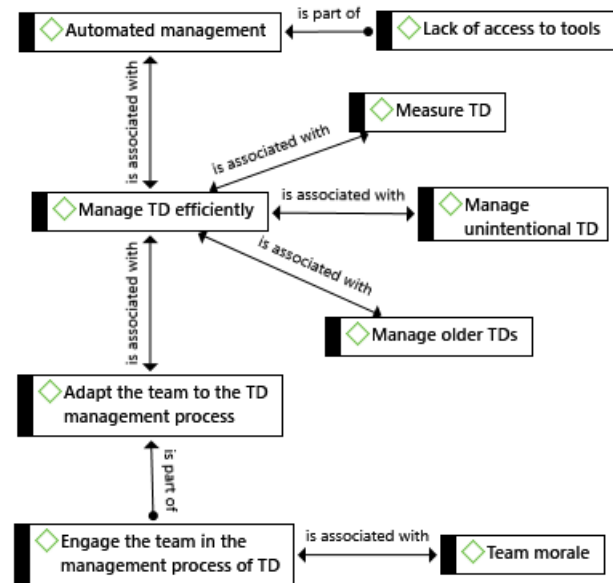 Automated management
is part of
Lack of access to tools
is associated with
Measure TD
is associated with
Manage TD efficiently
is associated with
Manage
unintentional TD
is associated with
Manage older TDs
is associated with
Adapt the team to the TD
management process
is part of
Engage the team in the
management process of TD
is associated with
Team morale